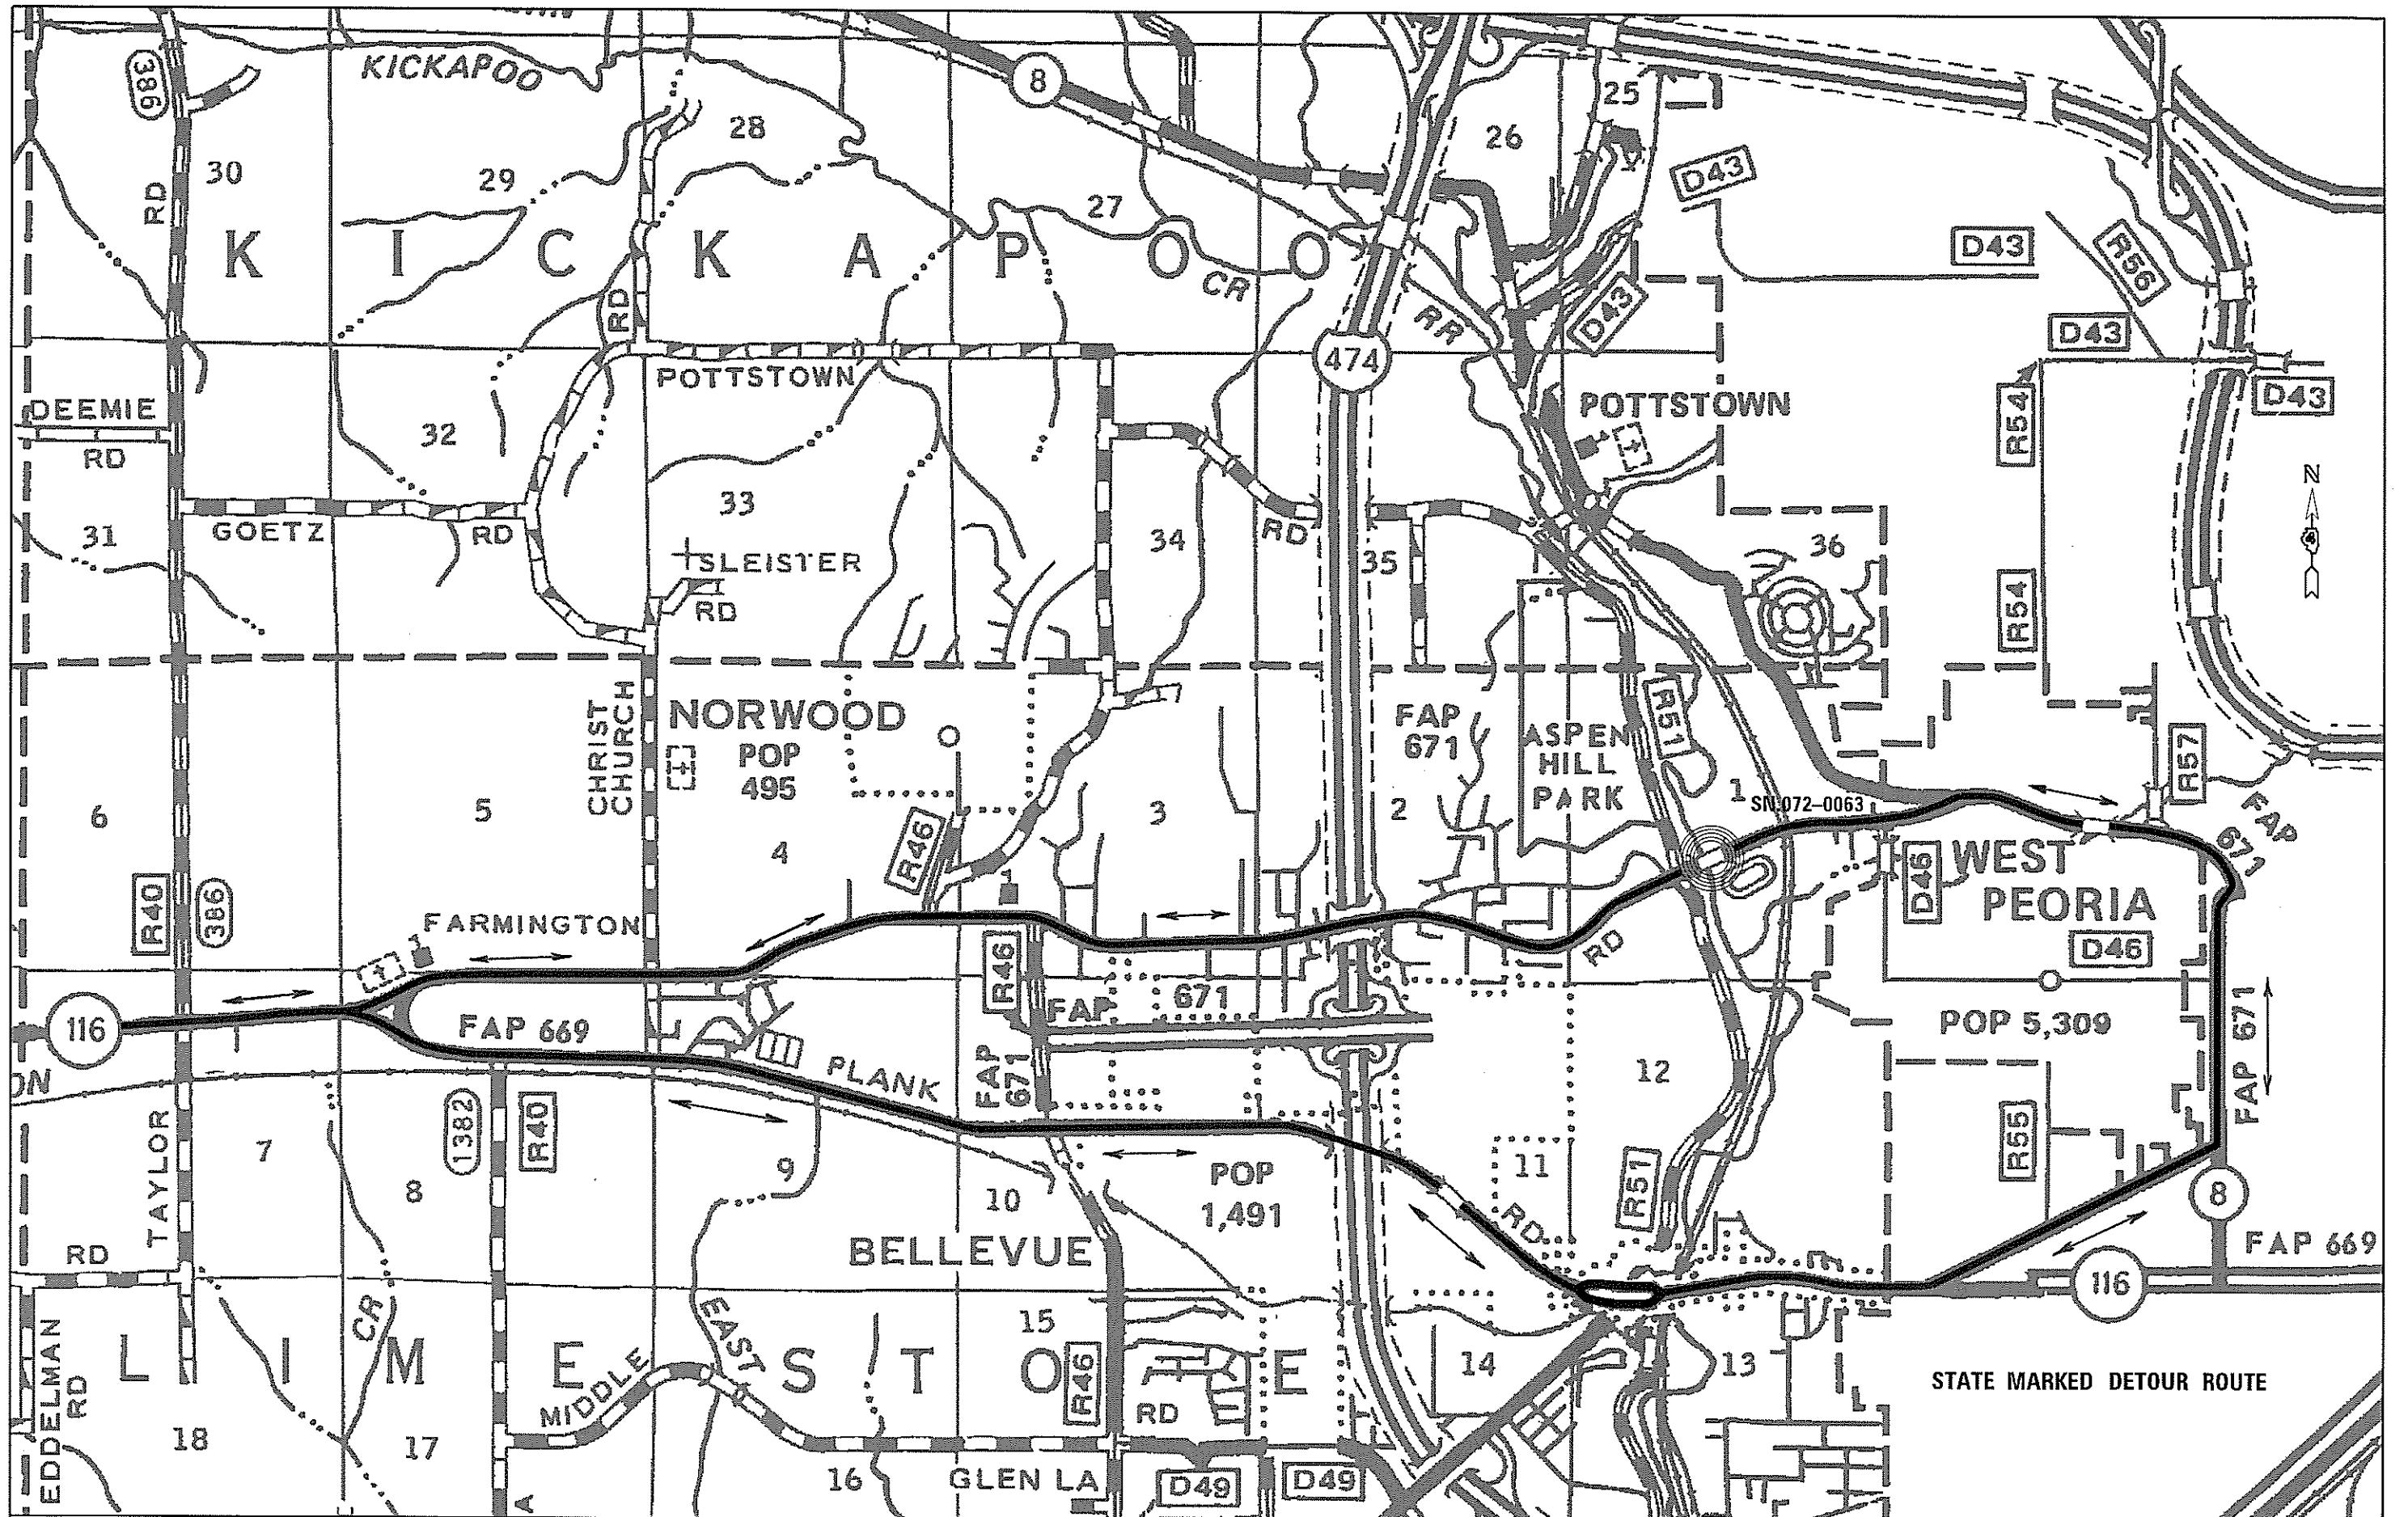 KICKAPOO
8
386
25
28
26
30
29
D43
RD
27
K I C K A P O O
D43
R56
CR
RD
D43
RR
D43
474
POTTSTOWN
D43
DEEMIE
POTTSTOWN
R54
32
RD
N
33
GOETZ
RD
31
34
RD
35
36
SLEISTER
RD
R54
CHRIST
CHURCH
NORWOOD
POP
495
FAP
671
ASPEN
HILL
PARK
R51
R57
6
5
3
2
1
SN 072-0063
FAP
671
4
R46
WEST
PEORIA
D46
R40
386
FARMINGTON
RD
D46
R46
116
FAP 669
FAP
671
POP 5,309
FAP 671
ON
PLANK
FAP
671
12
TAYLOR
7
1382
R40
8
9
10
POP
1,491
11
R55
R51
RD
8
RD
BELLEVUE
FAP 669
116
EDDELMAN
RD
CR
EAST
15
L I M E S T O E
14
13
STATE MARKED DETOUR ROUTE
MIDDLE
R46
RD
18
17
16
GLEN LA
D49
D49
A